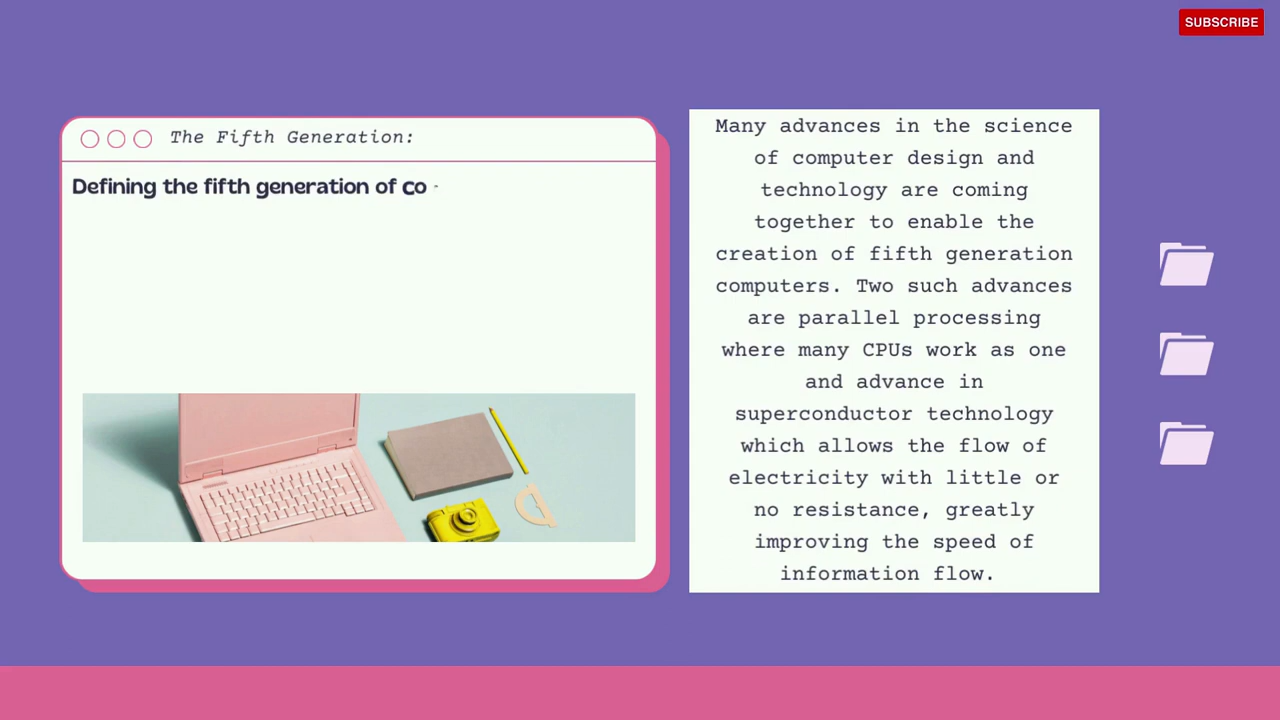 SUBSCRIBE
The Fifth Generation:
Defining the fifth generation of co
Many advances in the science
of computer design and
technology are coming
together to enable the
creation of fifth generation
computers. Two such advances
are parallel processing
where many CPUs work as one
and advance in
superconductor technology
which allows the flow of
electricity with little or
no resistance, greatly
improving the speed of
information flow.